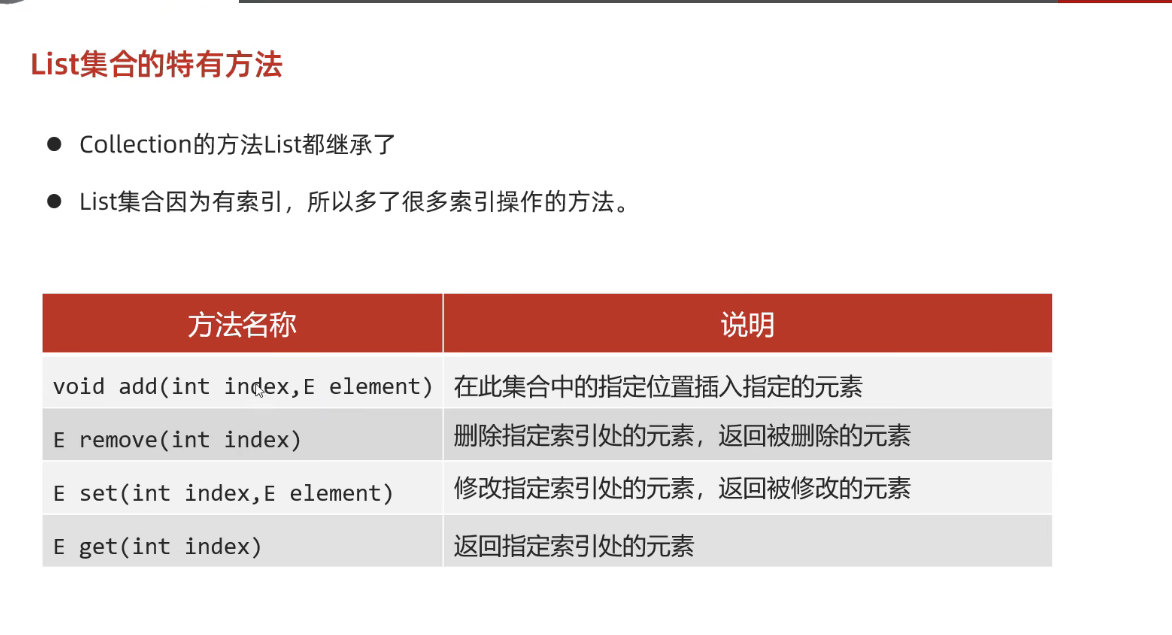 List集合的特有方法
Collection的方法List都继承了
List集合因为有索引，所以多了很多索引操作的方法。
方法名称 说明
void add(int index,E element) 在此集合中的指定位置插入指定的元素
E remove(int index) 删除指定索引处的元素，返回被删除的元素
E set(int index,E element) 修改指定索引处的元素，返回被修改的元素
E get(int index) 返回指定索引处的元素